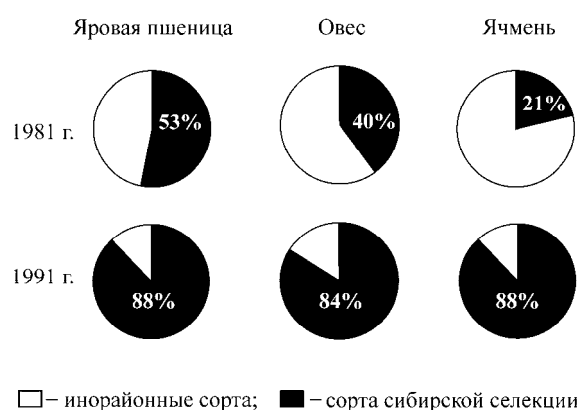 Яровая пшеница Овес Ячмень
1981 г. 53% 40% 21%
1991 г. 88% 84% 88%
– инорайонные сорта; – сорта сибирской селекции